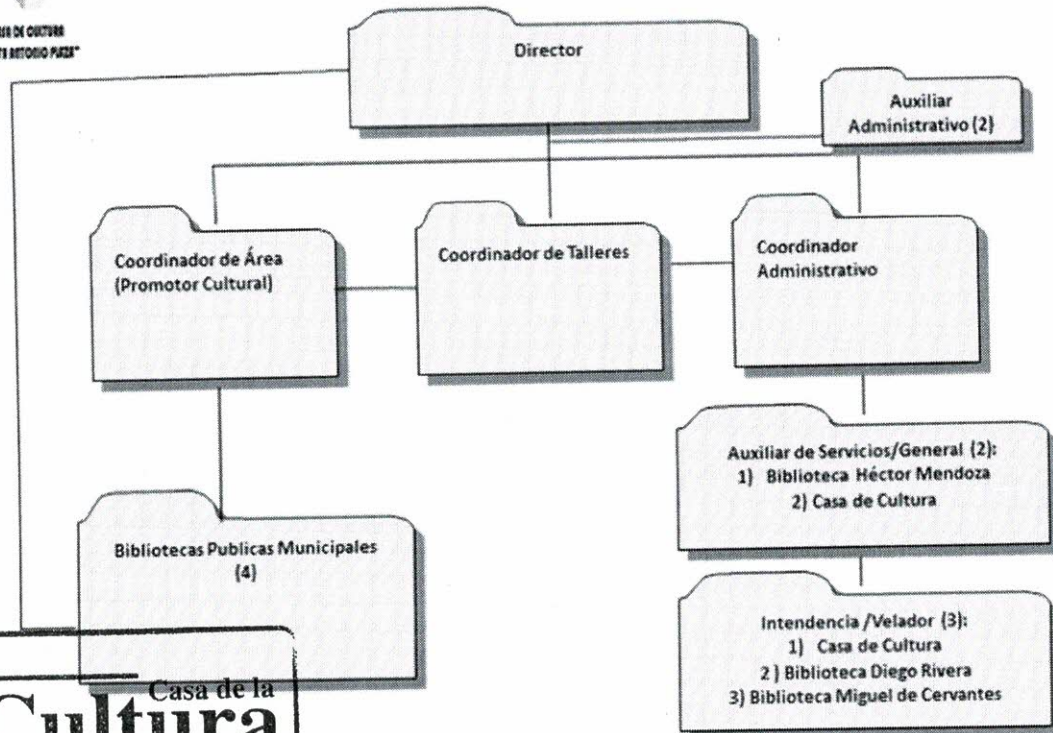 Director
Auxiliar
Administrativo (2)
Coordinador de Área
(Promotor Cultural)
Coordinador de Talleres
Coordinador
Administrativo
Auxiliar de Servicios/General (2):
1) Biblioteca Héctor Mendoza
2) Casa de Cultura
Bibliotecas Publicas Municipales
(4)
Intendencia /Velador (3):
1) Casa de Cultura
2 ) Biblioteca Diego Rivera
3) Biblioteca Miguel de Cervantes
Casa de la
Cultura